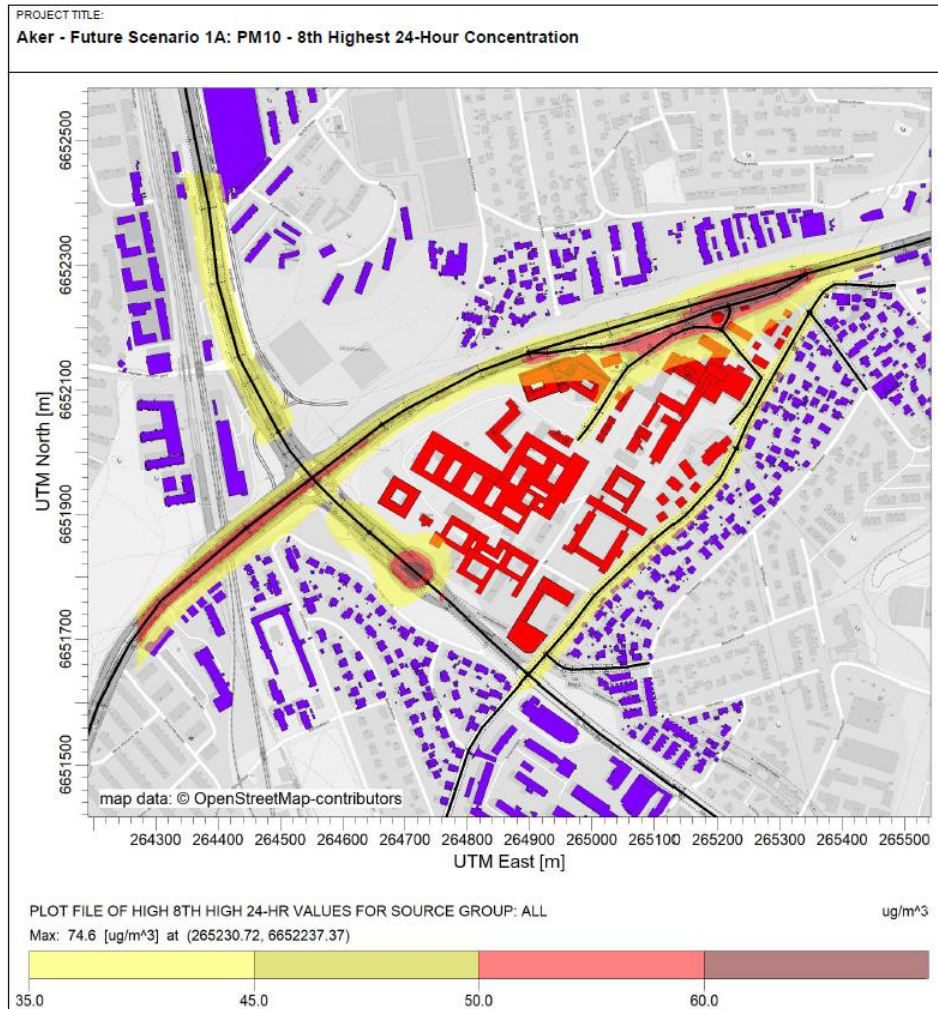 PROJECT TITLE:
Aker - Future Scenario 1A: PM10 - 8th Highest 24-Hour Concentration
UTM North [m]
6652500
6652300
6652100
6651900
6651700
6651500
map data: © OpenStreetMap-contributors
264300 264400 264500 264600 264700 264800 264900 265000 265100 265200 265300 265400 265500
UTM East [m]
PLOT FILE OF HIGH 8TH HIGH 24-HR VALUES FOR SOURCE GROUP: ALL
ug/m^3
Max: 74.6 [ug/m^3] at (265230.72, 6652237.37)
35.0 45.0 50.0 60.0